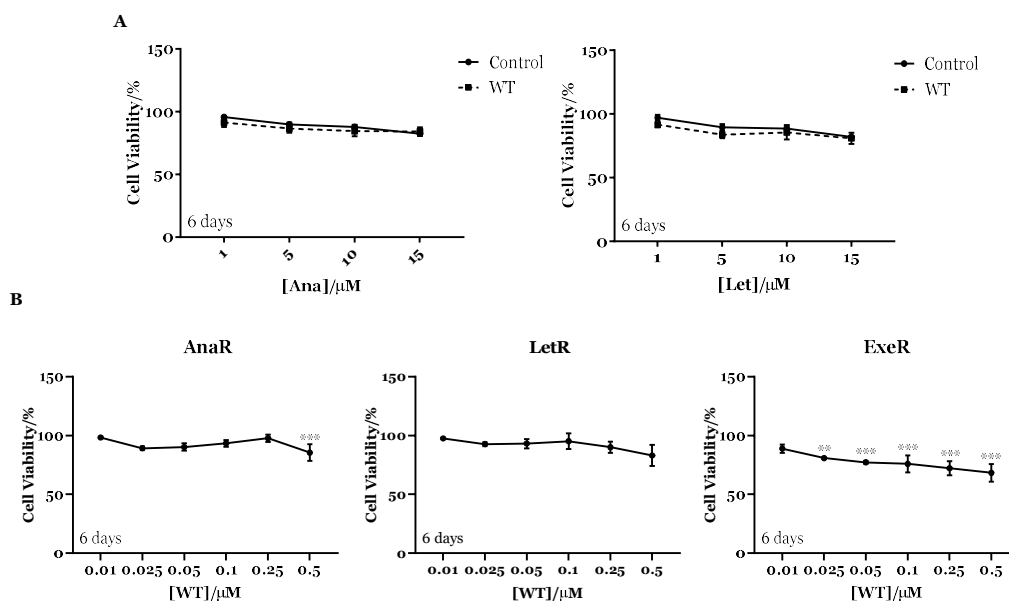 A
150
100
50
0
Cell Viability/%
Control
WT
6 days
1 5 10 15
[Ana]/μM
150
100
50
0
Cell Viability/%
Control
WT
6 days
1 5 10 15
[Let]/μM
B
AnaR
150
100
50
0
Cell Viability/%
***
6 days
0.01 0.025 0.05 0.1 0.25 0.5
[WT]/μM
LetR
150
100
50
0
Cell Viability/%
6 days
0.01 0.025 0.05 0.1 0.25 0.5
[WT]/μM
ExeR
150
100
50
0
Cell Viability/%
** *** *** *** ***
6 days
0.01 0.025 0.05 0.1 0.25 0.5
[WT]/μM